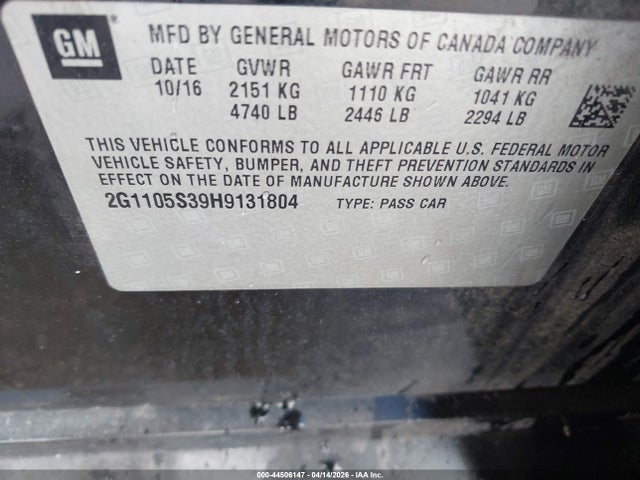 GM
MFD BY GENERAL MOTORS OF CANADA COMPANY
DATE GVWR GAWR FRT GAWR RR
10/16 2151 KG 1110 KG 1041 KG
4740 LB 2446 LB 2294 LB
THIS VEHICLE CONFORMS TO ALL APPLICABLE U.S. FEDERAL MOTOR
VEHICLE SAFETY, BUMPER, AND THEFT PREVENTION STANDARDS IN
EFFECT ON THE DATE OF MANUFACTURE SHOWN ABOVE.
2G1105S39H9131804 TYPE: PASS CAR
000-44506147 - 04/14/2026 - IAAI.com